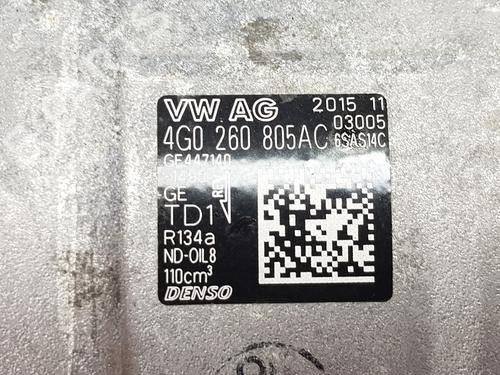 VW AG 2015 11
03005
4G0 260 805AC 6SAS14C
GE447140
GE
TD1
R134a
ND-OIL8
110cm³
DENSO